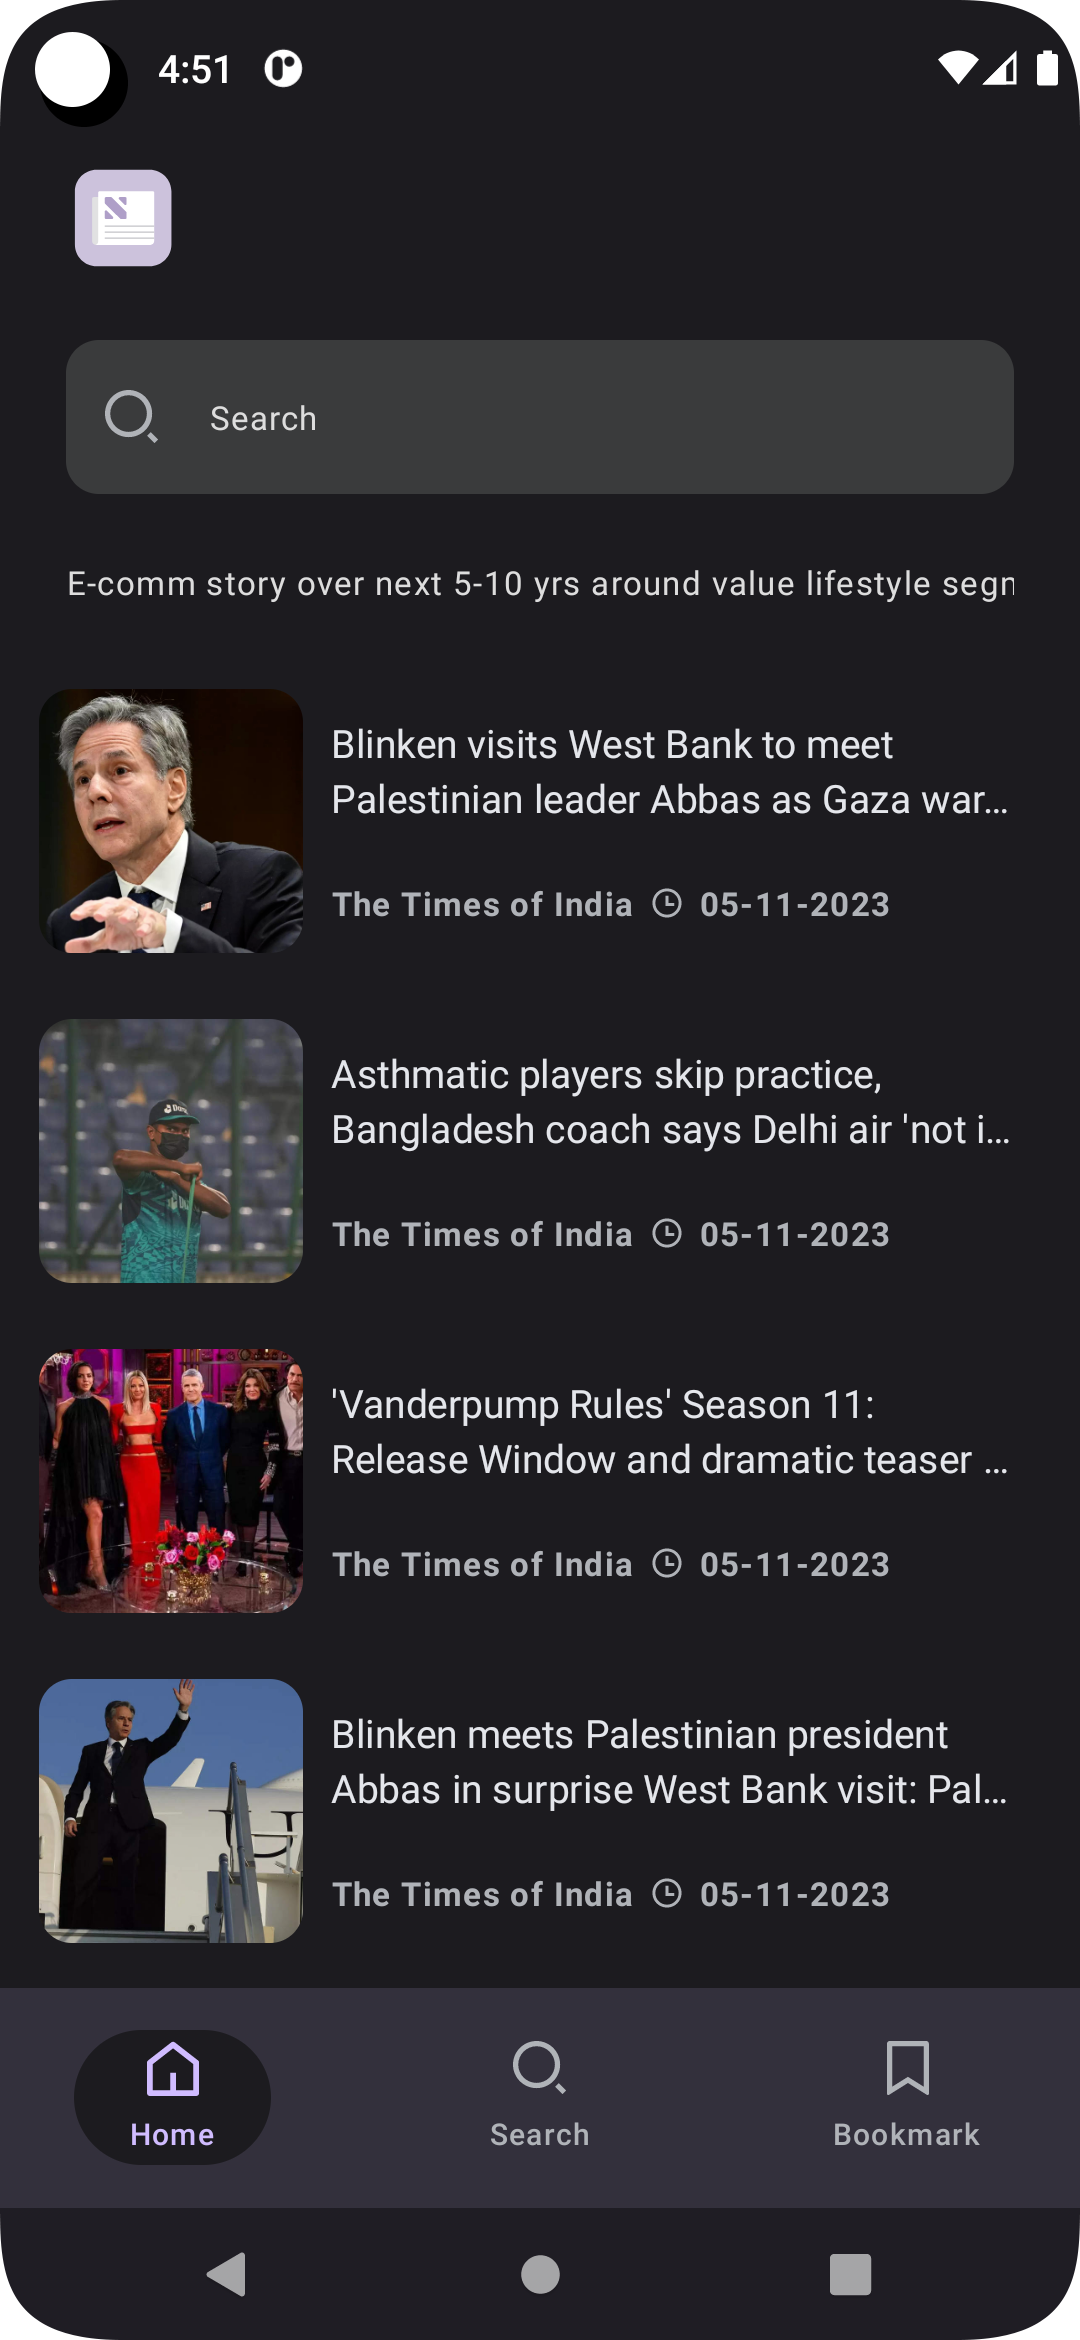 4:51
Search
E-comm story over next 5-10 yrs around value lifestyle
Blinken visits West Bank to meet
Palestinian leader Abbas as Gaza war...
The Times of India 05-11-2023
Asthmatic players skip practice,
Bangladesh coach says Delhi air 'not i...
The Times of India 05-11-2023
'Vanderpump Rules' Season 11:
Release Window and dramatic teaser ...
The Times of India 05-11-2023
Blinken meets Palestinian president
Abbas in surprise West Bank visit: Pal...
The Times of India 05-11-2023
Home
Search
Bookmark